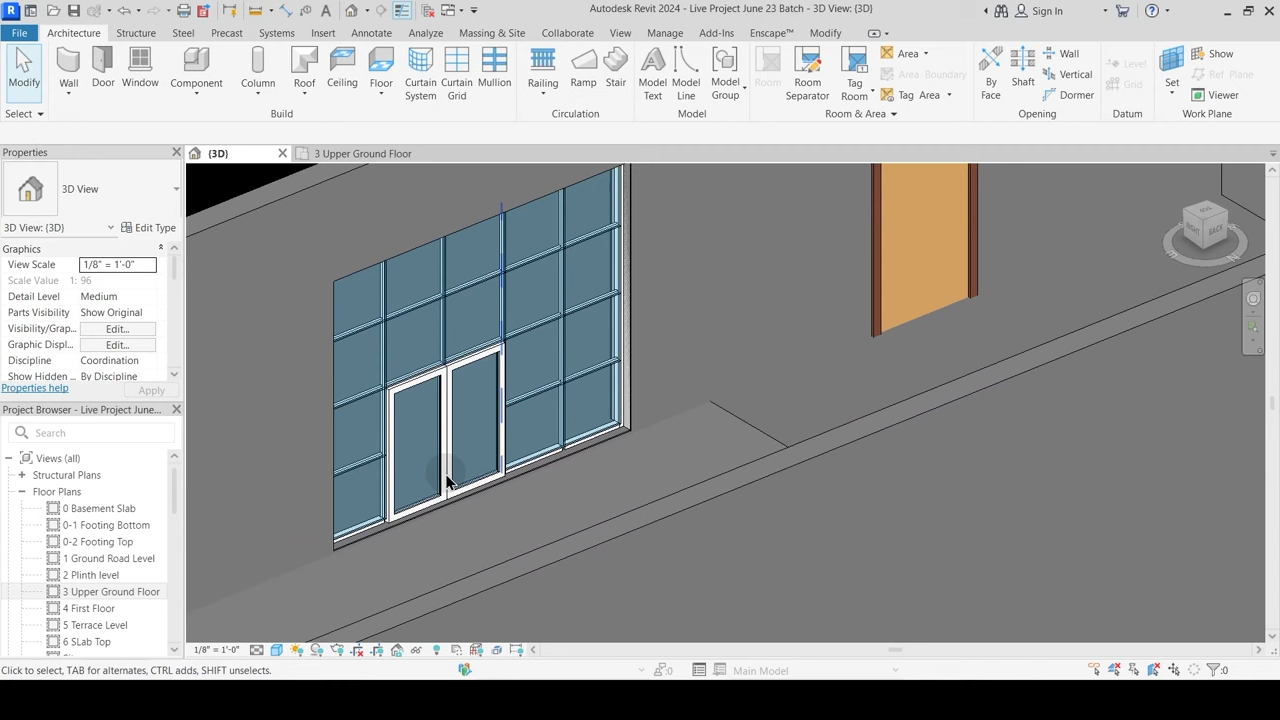 Autodesk Revit 2024 - Live Project June 23 Batch - 3D View: {3D}
Sign In
File Architecture Structure Steel Precast Systems Insert Annotate Analyze Massing & Site Collaborate View Manage Add-Ins Enscape™ Modify
Modify Wall Door Window Component Column Roof Ceiling Floor Curtain System Curtain Grid Mullion Railing Ramp Stair Model Text Model Line Model Group Room Room Separator Tag Room
Area
Area Boundary
Tag Area
By Face Shaft
Wall
Vertical
Dormer
Level
Grid
Set
Show
Ref Plane
Viewer
Select Build Circulation Model Room & Area Opening Datum Work Plane
Properties
{3D}
3 Upper Ground Floor
3D View
3D View: {3D} Edit Type
Graphics
View Scale 1/8" = 1'-0"
Scale Value 1: 96
Detail Level Medium
Parts Visibility Show Original
Visibility/Grap... Edit...
Graphic Displ... Edit...
Discipline Coordination
Show Hidden By Discipline
Properties help Apply
Project Browser - Live Project June...
Search
Views (all)
Structural Plans
Floor Plans
0 Basement Slab
0-1 Footing Bottom
0-2 Footing Top
1 Ground Road Level
2 Plinth level
3 Upper Ground Floor
4 First Floor
5 Terrace Level
6 SLab Top
RIGHT BACK
1/8" = 1'-0"
Click to select, TAB for alternates, CTRL adds, SHIFT unselects.
:0
Main Model
:0